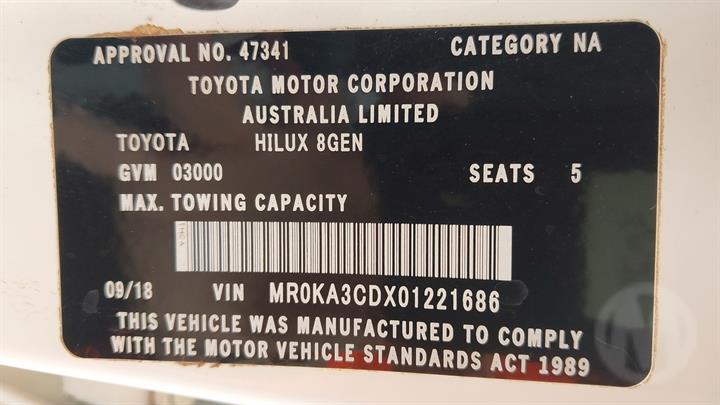 APPROVAL NO. 47341 CATEGORY NA
TOYOTA MOTOR CORPORATION
AUSTRALIA LIMITED
TOYOTA HILUX 8GEN
GVM 03000 SEATS 5
MAX. TOWING CAPACITY
09/18 VIN MR0KA3CDX01221686
THIS VEHICLE WAS MANUFACTURED TO COMPLY
WITH THE MOTOR VEHICLE STANDARDS ACT 1989